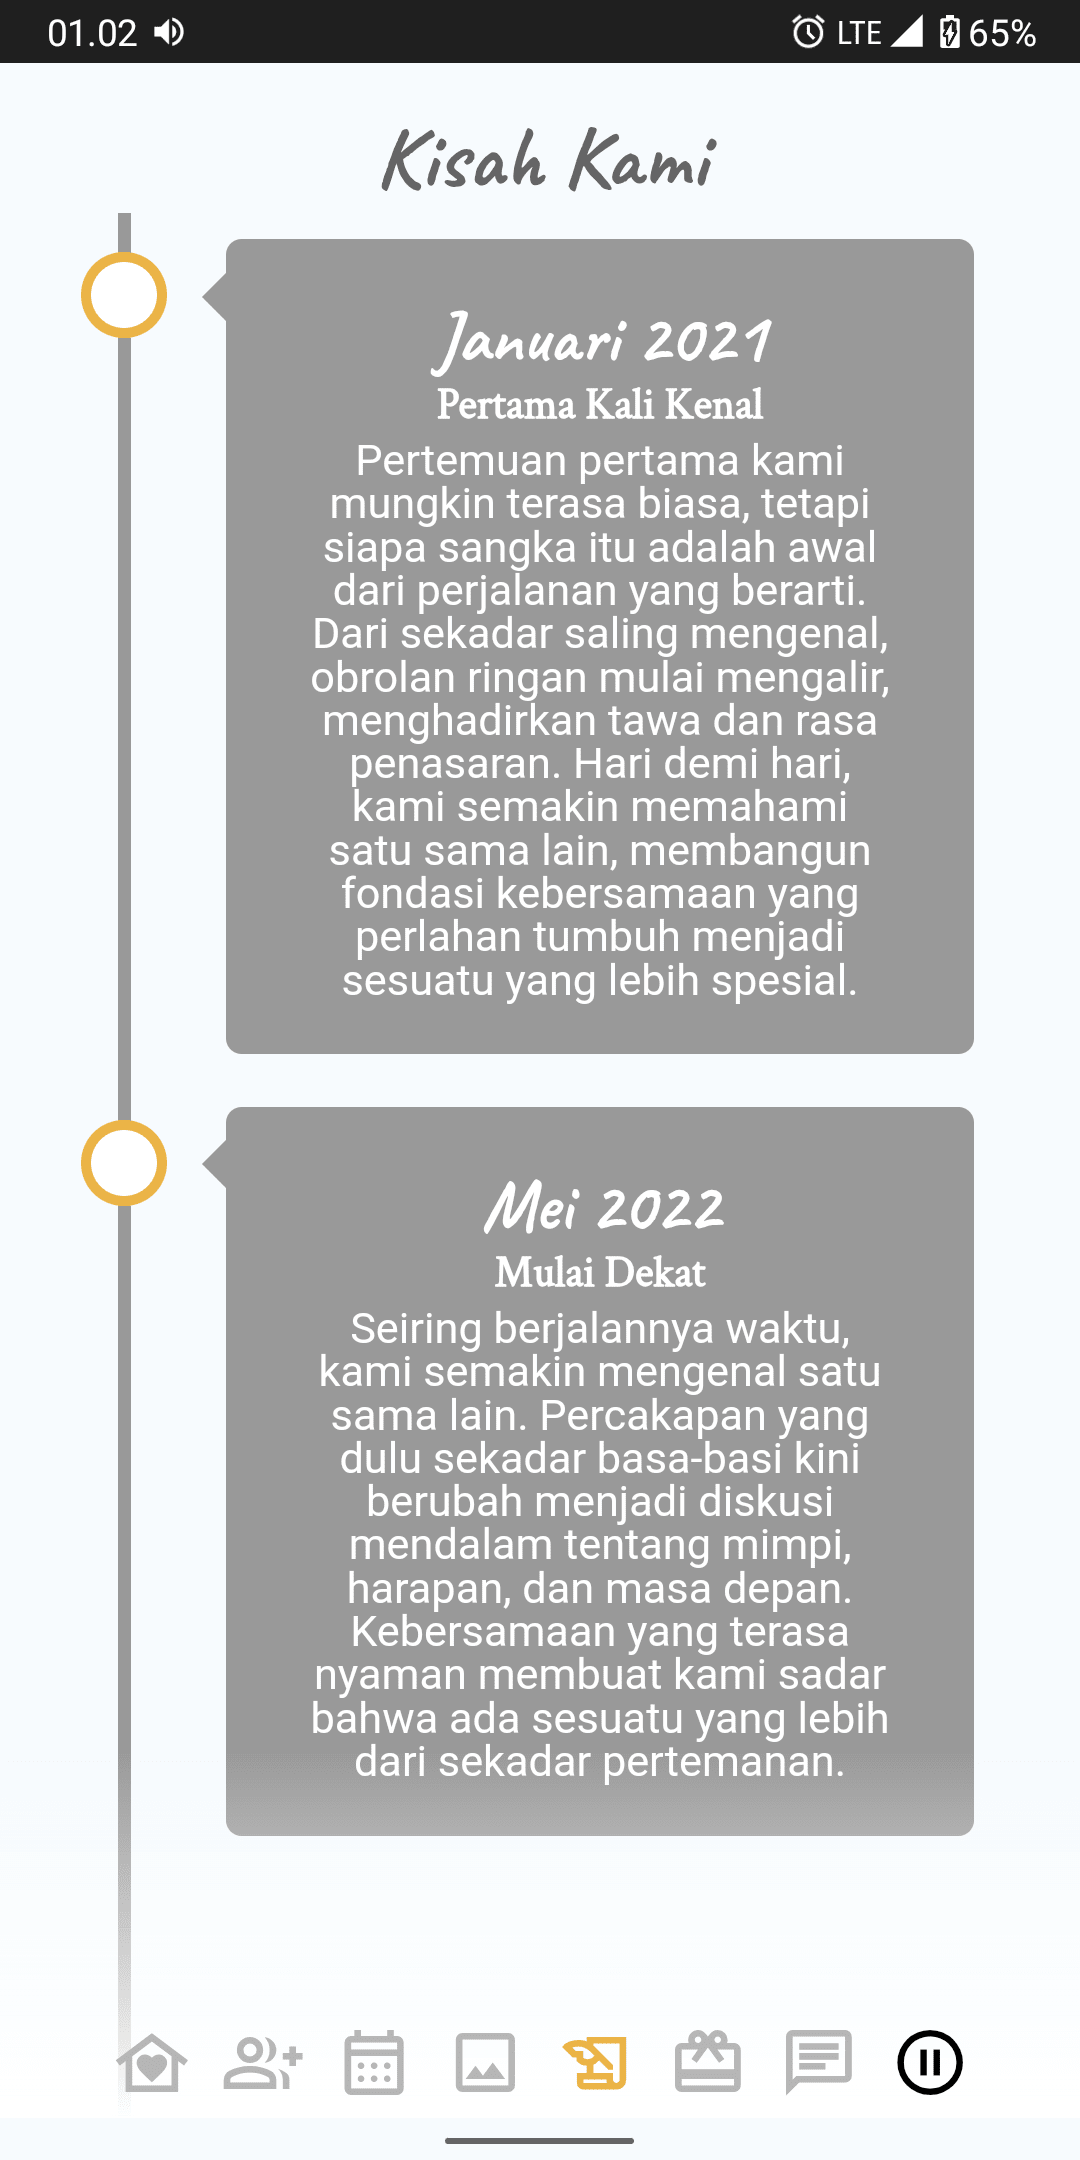 01.02
LTE
65%
Kisah Kami
Januari 2021
Pertama Kali Kenal
Pertemuan pertama kami
mungkin terasa biasa, tetapi
siapa sangka itu adalah awal
dari perjalanan yang berarti.
Dari sekadar saling mengenal,
obrolan ringan mulai mengalir,
menghadirkan tawa dan rasa
penasaran. Hari demi hari,
kami semakin memahami
satu sama lain, membangun
fondasi kebersamaan yang
perlahan tumbuh menjadi
sesuatu yang lebih spesial.
Mei 2022
Mulai Dekat
Seiring berjalannya waktu,
kami semakin mengenal satu
sama lain. Percakapan yang
dulu sekadar basa-basi kini
berubah menjadi diskusi
mendalam tentang mimpi,
harapan, dan masa depan.
Kebersamaan yang terasa
nyaman membuat kami sadar
bahwa ada sesuatu yang lebih
dari sekadar pertemanan.